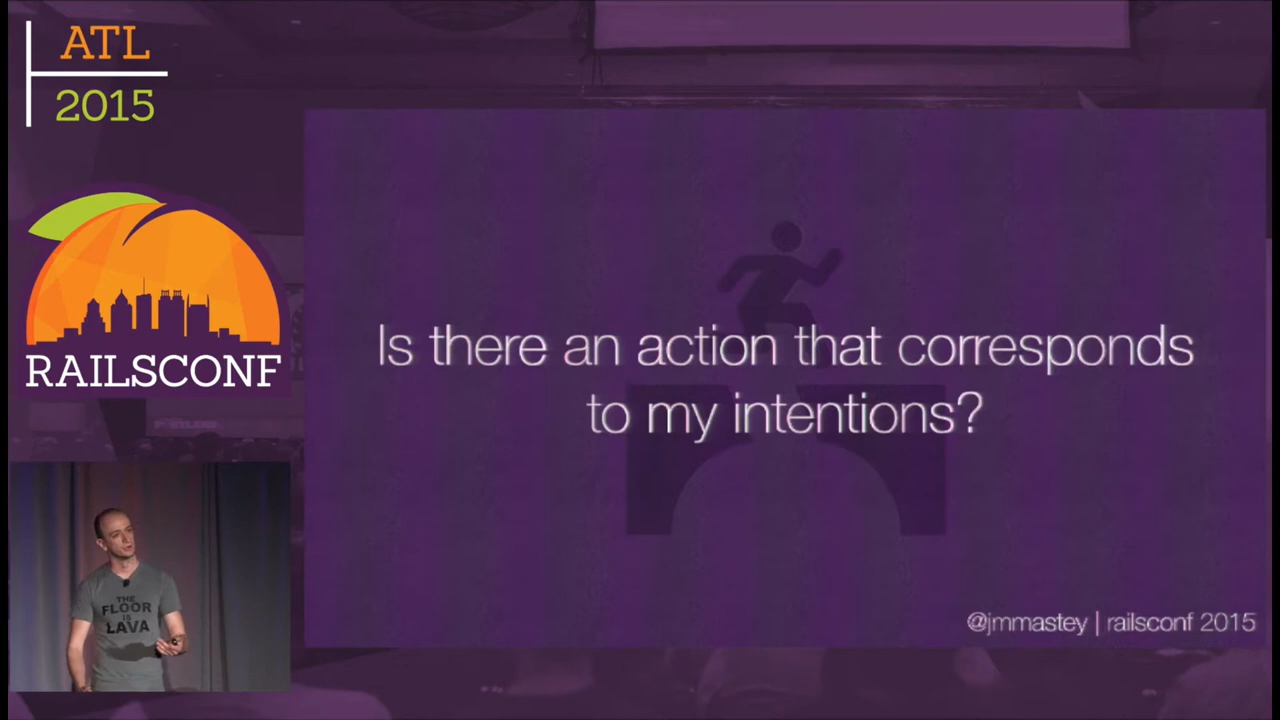 ATL
2015
RAILSCONF
Is there an action that corresponds
to my intentions?
@jmmastey | railsconf 2015
THE
FLOOR
IS
LAVA